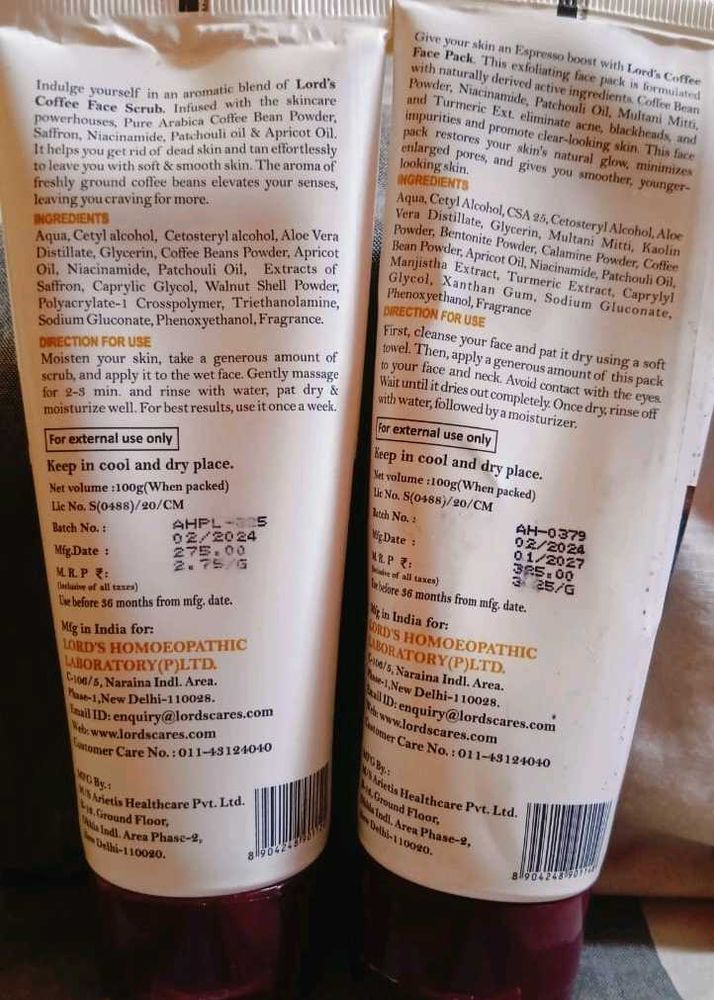 Indulge yourself in an aromatic blend of Lord's
Coffee Face Scrub. Infused with the skincare
powerhouses, Pure Arabica Coffee Bean Powder,
Saffron, Niacinamide, Patchouli oil & Apricot Oil.
It helps you get rid of dead skin and tan effortlessly
to leave you with soft & smooth skin. The aroma of
freshly ground coffee beans elevates your senses,
leaving you craving for more.
INGREDIENTS
Aqua, Cetyl alcohol, Cetosteryl alcohol, Aloe Vera
Distillate, Glycerin, Coffee Beans Powder, Apricot
Oil, Niacinamide, Patchouli Oil, Extracts of
Saffron, Caprylic Glycol, Walnut Shell Powder,
Polyacrylate-1 Crosspolymer, Triethanolamine,
Sodium Gluconate, Phenoxyethanol, Fragrance.
DIRECTION FOR USE
Moisten your skin, take a generous amount of
scrub, and apply it to the wet face. Gently massage
for 2-3 min. and rinse with water, pat dry &
moisturize well. For best results, use it once a week.
For external use only
Keep in cool and dry place.
Net volume :100g(When packed)
Lic No. S(0488)/20/CM
Batch No. :
Mfg.Date :
M. R. P ₹:
(Inclusive of all taxes)
02/2024
275.00
2.75/G
Use before 36 months from mfg. date.
Mfg in India for:
LORD'S HOMOEOPATHIC
LABORATORY(P)LTD.
C-106/5, Naraina Indl. Area.
Phase-1,New Delhi-110028.
Email ID: enquiry@lordscares.com
Web: www.lordscares.com
Customer Care No. : 011-43124040
MFG By.:
M/S Arietis Healthcare Pvt. Ltd.
Ground Floor,
Okhla Indl. Area Phase-2,
New Delhi-110020.
Give your skin an Espresso boost with Lord's Coffee
Face Pack. This exfoliating face pack is formulated
with naturally derived active ingredients. Coffee Bean
Powder, Niacinamide, Patchouli Oil, Multani Mitti,
and Turmeric Ext. eliminate acne, blackheads, and
impurities and promote clear-looking skin. This face
pack restores your skin's natural glow, minimizes
enlarged pores, and gives you smoother, younger-
looking skin.
INGREDIENTS
Aqua, Cetyl Alcohol, CSA 25, Cetosteryl Alcohol, Aloe
Vera Distillate, Glycerin, Multani Mitti, Kaolin
Powder, Bentonite Powder, Calamine Powder, Coffee
Bean Powder, Apricot Oil, Niacinamide, Patchouli Oil,
Manjistha Extract, Turmeric Extract, Caprylyl
Glycol, Xanthan Gum, Sodium Gluconate,
Phenoxyethanol, Fragrance
DIRECTION FOR USE
First, cleanse your face and pat it dry using a soft
towel. Then, apply a generous amount of this pack
to your face and neck. Avoid contact with the eyes.
Wait until it dries out completely. Once dry, rinse off
with water, followed by a moisturizer.
For external use only
Keep in cool and dry place.
Net volume :100g(When packed)
Lic No. S(0488)/20/CM
Batch No. :
Mfg.Date :
M. R. P ₹:
(Inclusive of all taxes)
AH-0379
02/2024
01/2027
Use before 36 months from mfg. date.
Mfg in India for:
LORD'S HOMOEOPATHIC
LABORATORY(P)LTD.
C-106/5, Naraina Indl. Area.
Phase-1,New Delhi-110028.
Email ID: enquiry@lordscares.com
Web: www.lordscares.com
Customer Care No. : 011-43124040
MFG By.:
M/S Arietis Healthcare Pvt. Ltd.
Ground Floor,
Okhla Indl. Area Phase-2,
New Delhi-110020.